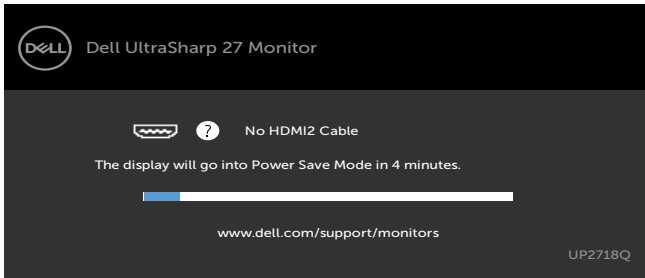 DELL
Dell UltraSharp 27 Monitor
? No HDMI2 Cable
The display will go into Power Save Mode in 4 minutes.
www.dell.com/support/monitors
UP2718Q